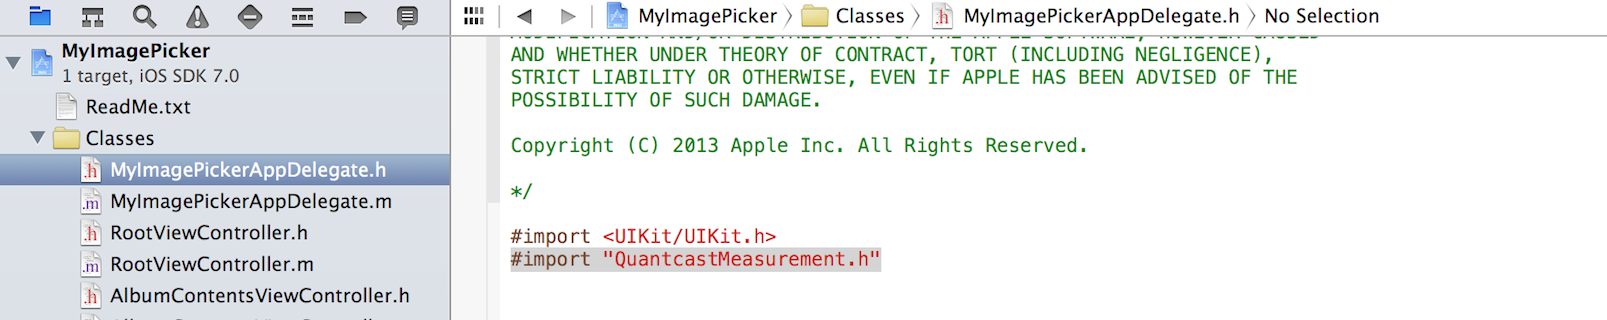 MyImagePicker
Classes
MyImagePickerAppDelegate.h
No Selection
MyImagePicker
1 target, iOS SDK 7.0
ReadMe.txt
Classes
MyImagePickerAppDelegate.h
MyImagePickerAppDelegate.m
RootViewController.h
RootViewController.m
AlbumContentsViewController.h
AND WHETHER UNDER THEORY OF CONTRACT, TORT (INCLUDING NEGLIGENCE),
STRICT LIABILITY OR OTHERWISE, EVEN IF APPLE HAS BEEN ADVISED OF THE
POSSIBILITY OF SUCH DAMAGE.
Copyright (C) 2013 Apple Inc. All Rights Reserved.
*/
#import <UIKit/UIKit.h>
#import "QuantcastMeasurement.h"